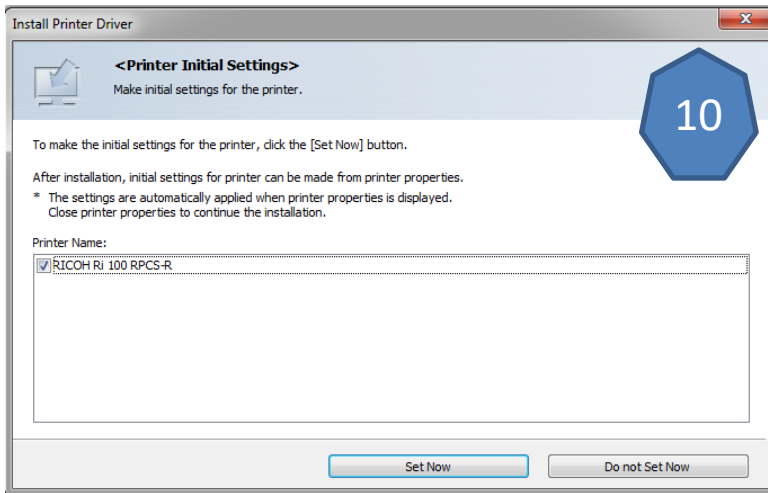 Install Printer Driver
<Printer Initial Settings>
Make initial settings for the printer.
10
To make the initial settings for the printer, click the [Set Now] button.
After installation, initial settings for printer can be made from printer properties.
* The settings are automatically applied when printer properties is displayed.
Close printer properties to continue the installation.
Printer Name:
RICOH Ri 100 RPCS-R
Set Now
Do not Set Now